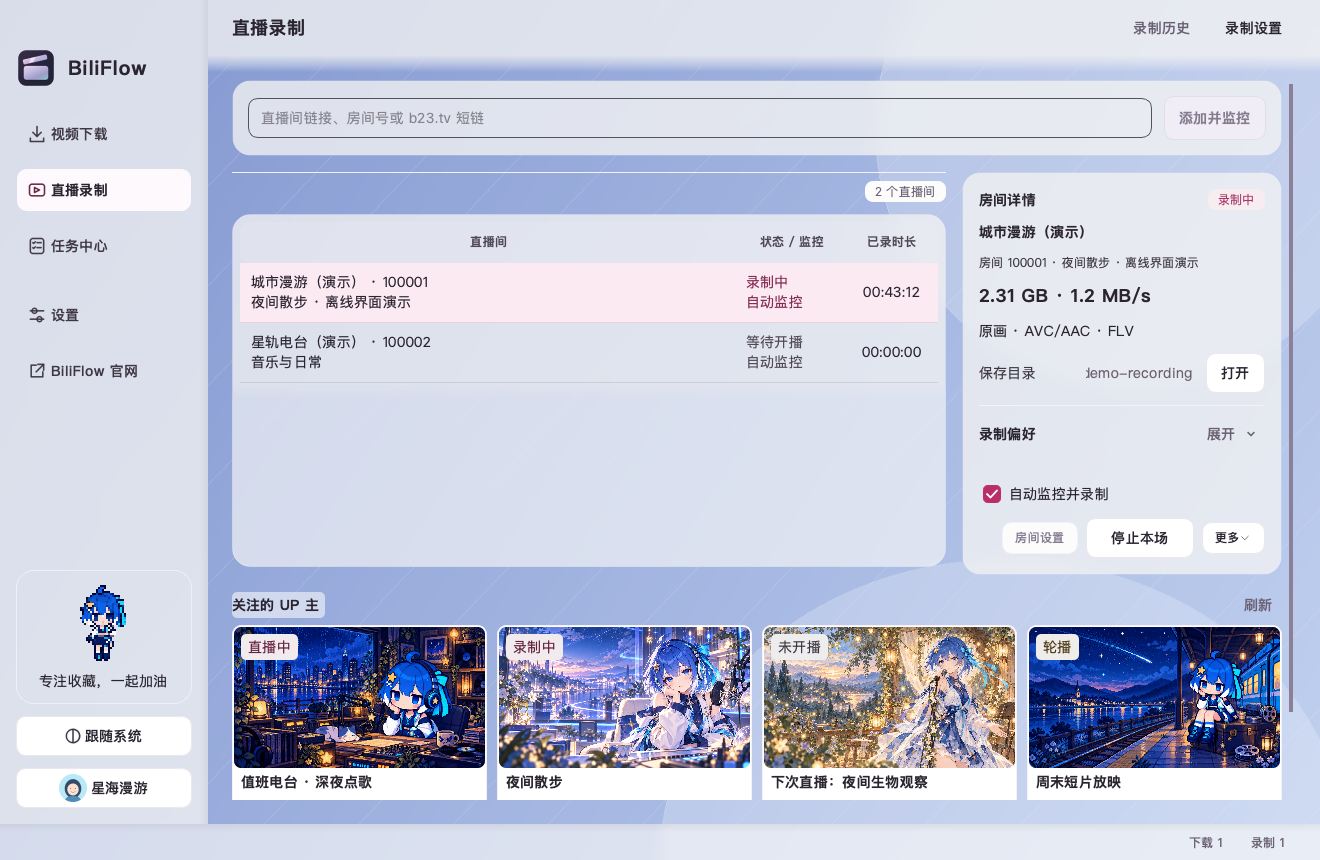 直播录制
录制历史
录制设置
BiliFlow
视频下载
直播录制
任务中心
设置
BiliFlow 官网
专注收藏，一起加油
跟随系统
星海漫游
直播间链接、房间号或 b23.tv 短链
添加并监控
2 个直播间
直播间
状态 / 监控
已录时长
城市漫游（演示） · 100001
夜间散步 · 离线界面演示
录制中
自动监控
00:43:12
星轨电台（演示） · 100002
音乐与日常
等待开播
自动监控
00:00:00
房间详情
录制中
城市漫游（演示）
房间 100001 · 夜间散步 · 离线界面演示
2.31 GB · 1.2 MB/s
原画 · AVC/AAC · FLV
保存目录
demo-recording
打开
录制偏好
展开
自动监控并录制
房间设置
停止本场
更多
关注的 UP 主
刷新
直播中
值班电台 · 深夜点歌
录制中
夜间散步
未开播
下次直播：夜间生物观察
轮播
周末短片放映
下载 1
录制 1